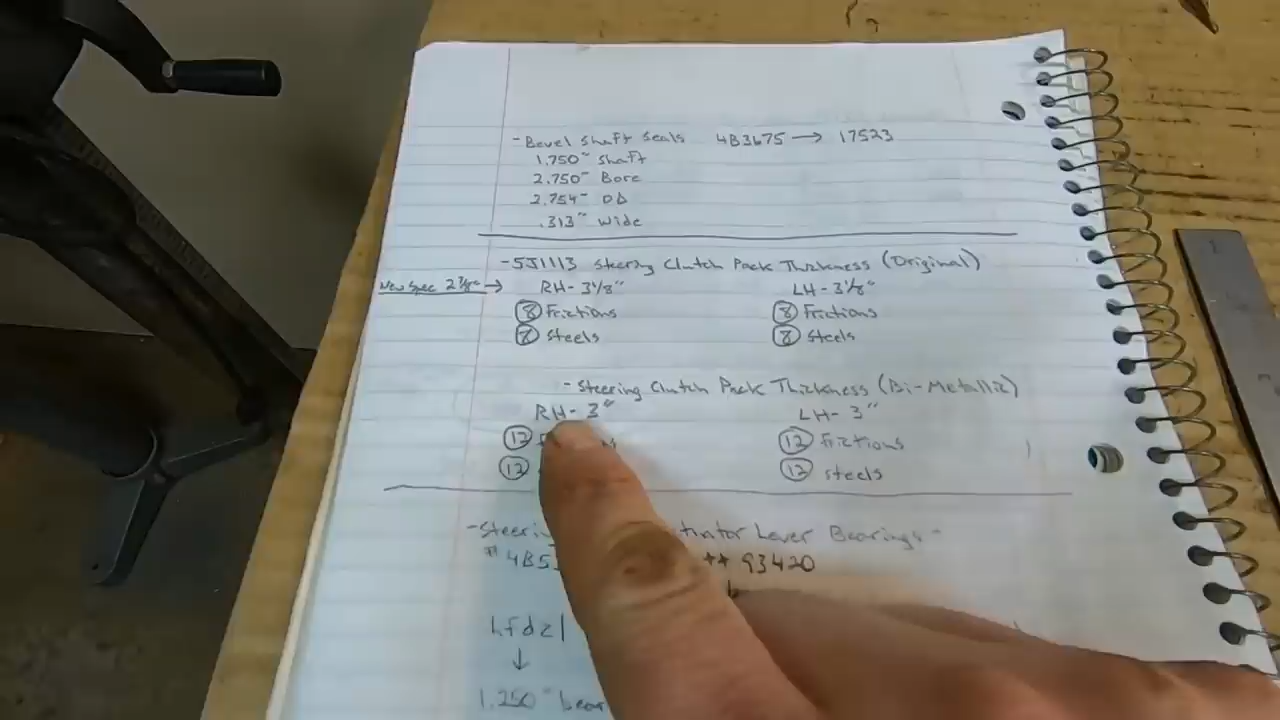 - Bevel Shaft Seals 4B3675 → 17523
1.750" Shaft
2.750" Bore
2.754" OD
.313" Wide
- 5J1113 Steering Clutch Pack Thickness (Original)
New Spec 2 7/8" → RH - 3 1/8" LH - 3 1/8"
8 Frictions 8 Frictions
8 Steels 8 Steels
- Steering Clutch Pack Thickness (Bi-Metallic)
RH - 3" LH - 3"
12 12 Frictions
12 12 Steels
Lever Bearings -
** 93420
hfdzl
↓
1.250"
1